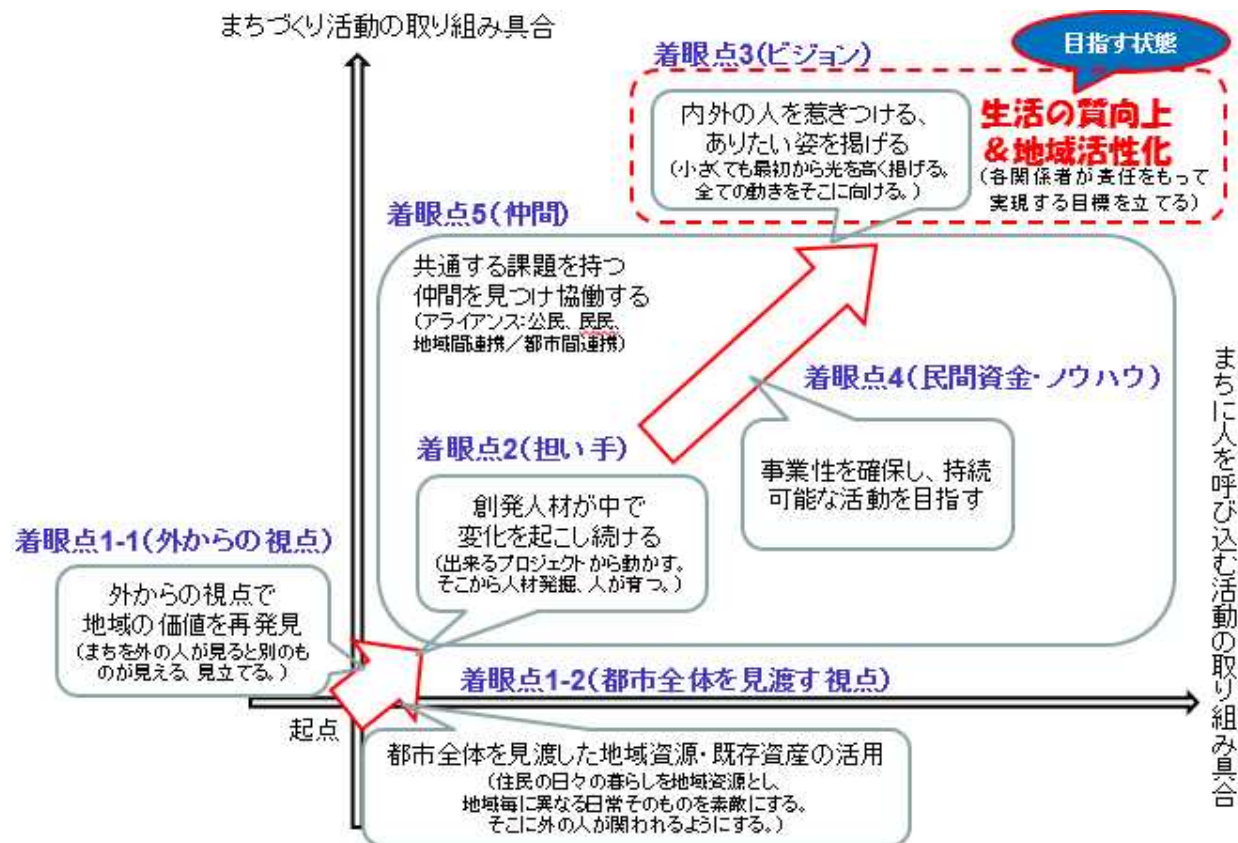 まちづくり活動の取り組み具合
目指す状態
着眼点3(ビジョン)
内外の人を惹きつける、
ありたい姿を掲げる
(小さくても最初から光を高く掲げる。
全ての動きをそこに向ける。)
生活の質向上
&地域活性化
(各関係者が責任をもって
実現する目標を立てる)
着眼点5(仲間)
共通する課題を持つ
仲間を見つけ協働する
(アライアンス:公民、民民、
地域間連携/都市間連携)
着眼点4(民間資金・ノウハウ)
事業性を確保し、持続
可能な活動を目指す
着眼点2(担い手)
創発人材が中で
変化を起こし続ける
(出来るプロジェクトから動かす。
そこから人材発掘、人が育つ。)
着眼点1-1(外からの視点)
外からの視点で
地域の価値を再発見
(まちを外の人が見ると別のも
のが見える、見立てる。)
着眼点1-2(都市全体を見渡す視点)
起点
都市全体を見渡した地域資源・既存資産の活用
(住民の日々の暮らしを地域資源とし、
地域毎に異なる日常そのものを素敵にする。
そこに外の人が関われるようにする。)
まちに人を呼び込む活動の取り組み具合